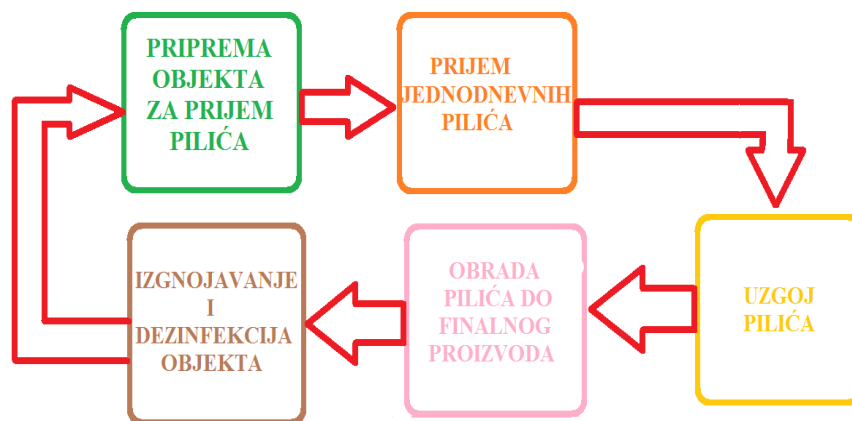 PRIPREMA
OBJEKTA
ZA PRIJEM
PILIĆA
PRIJEM
JEDNODNEVNIH
PILIĆA
UZGOJ
PILIĆA
OBRADA
PILIĆA DO
FINALNOG
PROIZVODA
IZGNOJAVANJE
I
DEZINFEKCIJA
OBJEKTA